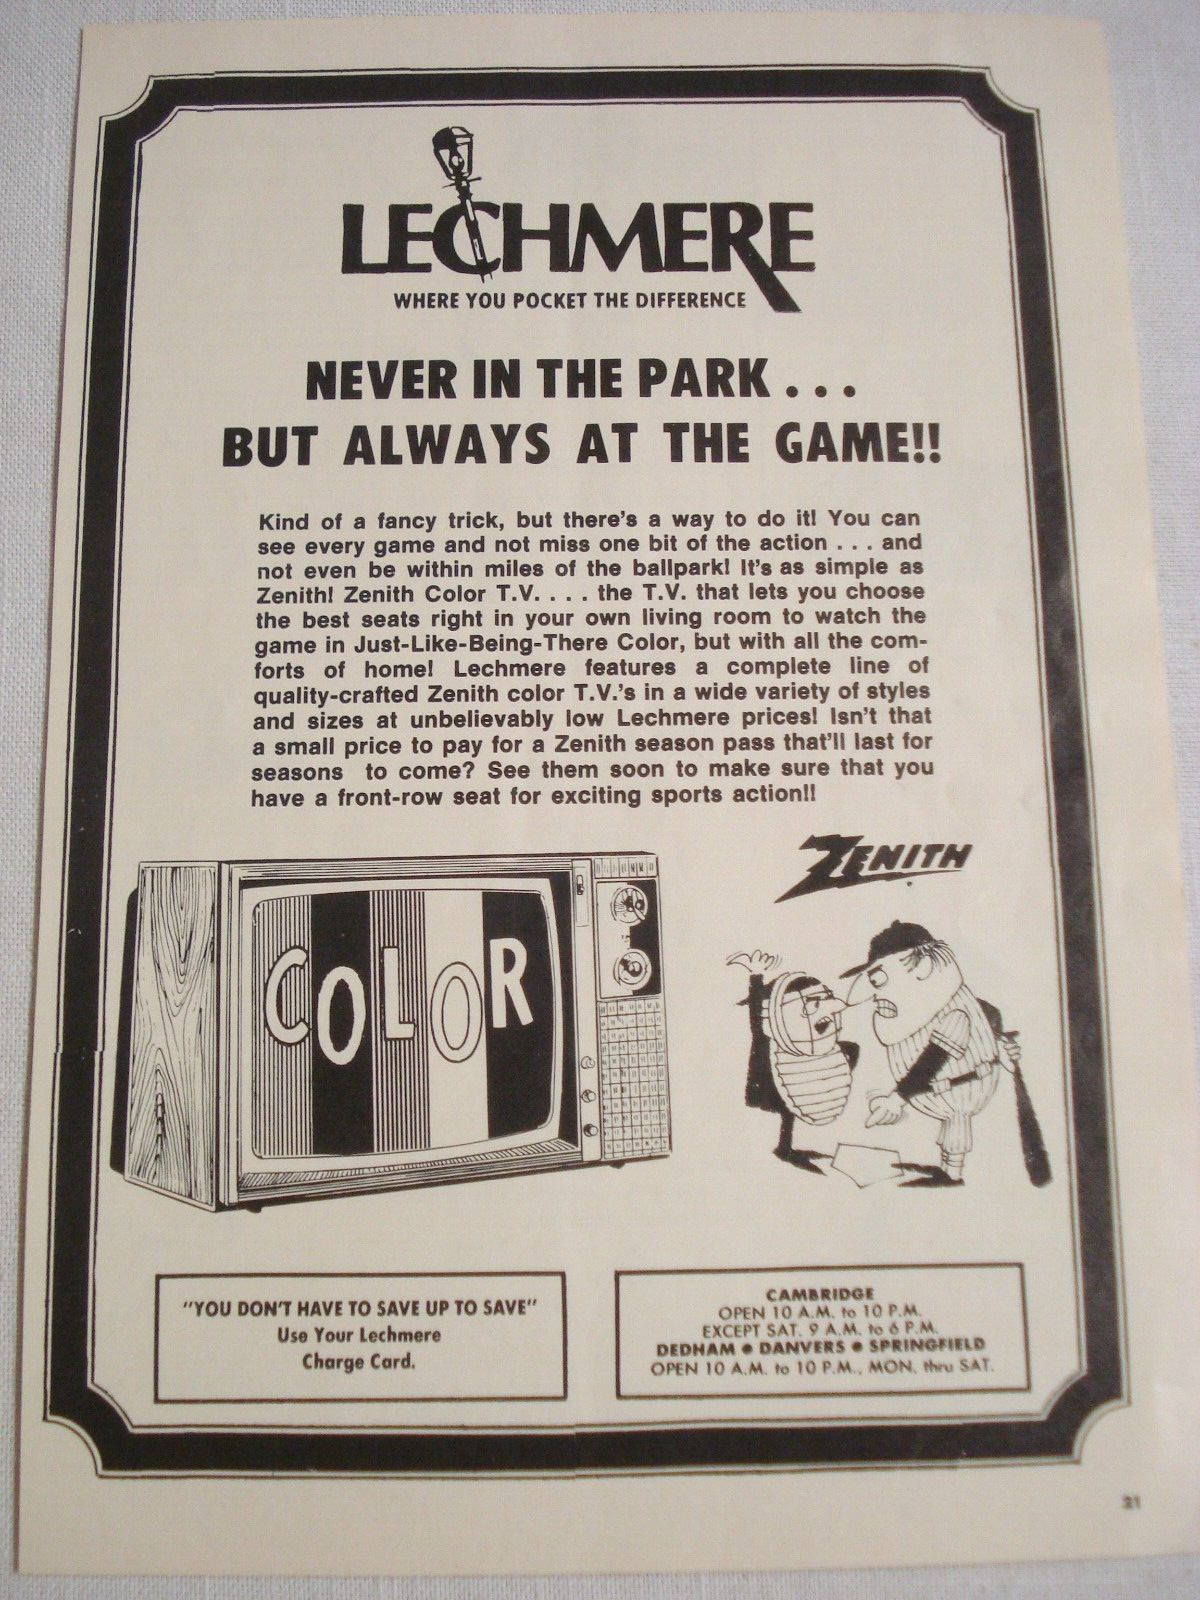 LECHMERE
WHERE YOU POCKET THE DIFFERENCE
NEVER IN THE PARK . . .
BUT ALWAYS AT THE GAME!!
Kind of a fancy trick, but there's a way to do it! You can
see every game and not miss one bit of the action . . . and
not even be within miles of the ballpark! It's as simple as
Zenith! Zenith Color T.V. . . . the T.V. that lets you choose
the best seats right in your own living room to watch the
game in Just-Like-Being-There Color, but with all the com-
forts of home! Lechmere features a complete line of
quality-crafted Zenith color T.V.'s in a wide variety of styles
and sizes at unbelievably low Lechmere prices! Isn't that
a small price to pay for a Zenith season pass that'll last for
seasons to come? See them soon to make sure that you
have a front-row seat for exciting sports action!!
ZENITH
COLOR
"YOU DON'T HAVE TO SAVE UP TO SAVE"
Use Your Lechmere
Charge Card.
CAMBRIDGE
OPEN 10 A.M. to 10 P.M.
EXCEPT SAT. 9 A.M. to 6 P.M.
DEDHAM • DANVERS • SPRINGFIELD
OPEN 10 A.M. to 10 P.M., MON. thru SAT.
21